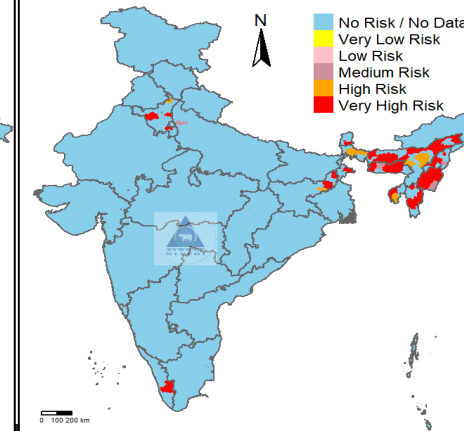 N
No Risk / No Data
Very Low Risk
Low Risk
Medium Risk
High Risk
Very High Risk
0 100 200 km